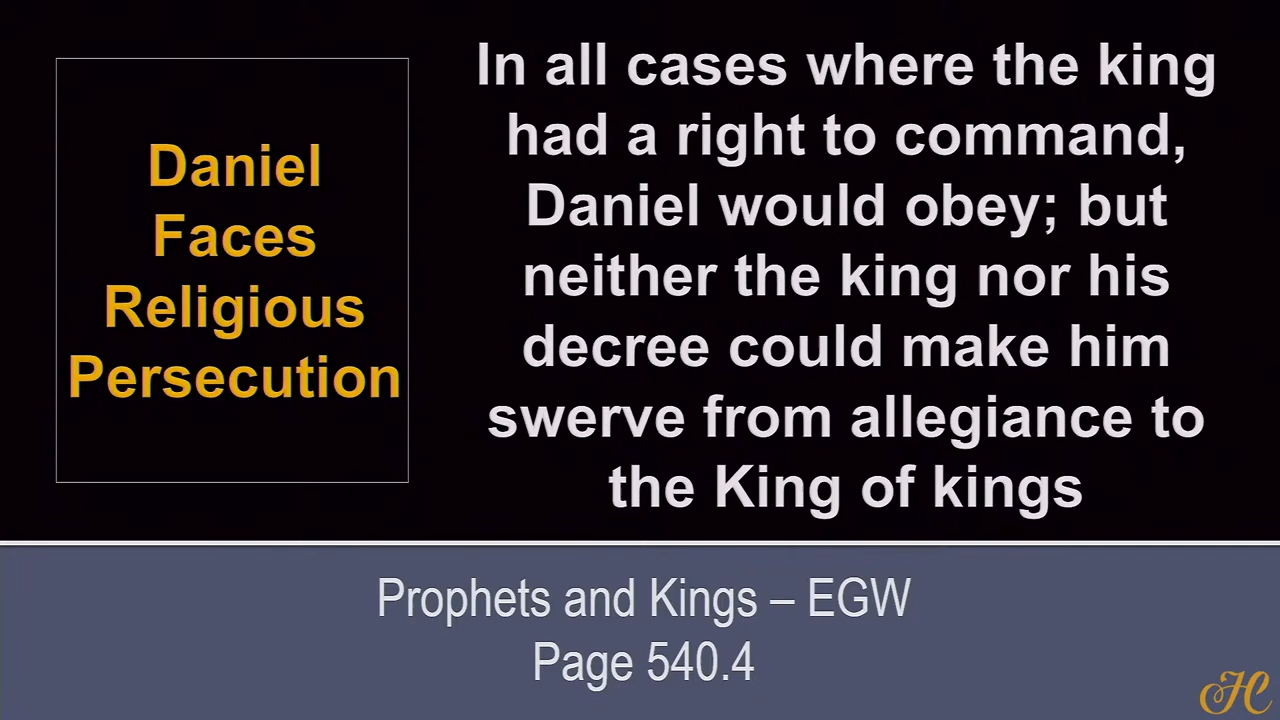 Daniel
Faces
Religious
Persecution
In all cases where the king
had a right to command,
Daniel would obey; but
neither the king nor his
decree could make him
swerve from allegiance to
the King of kings
Prophets and Kings – EGW
Page 540.4
HC